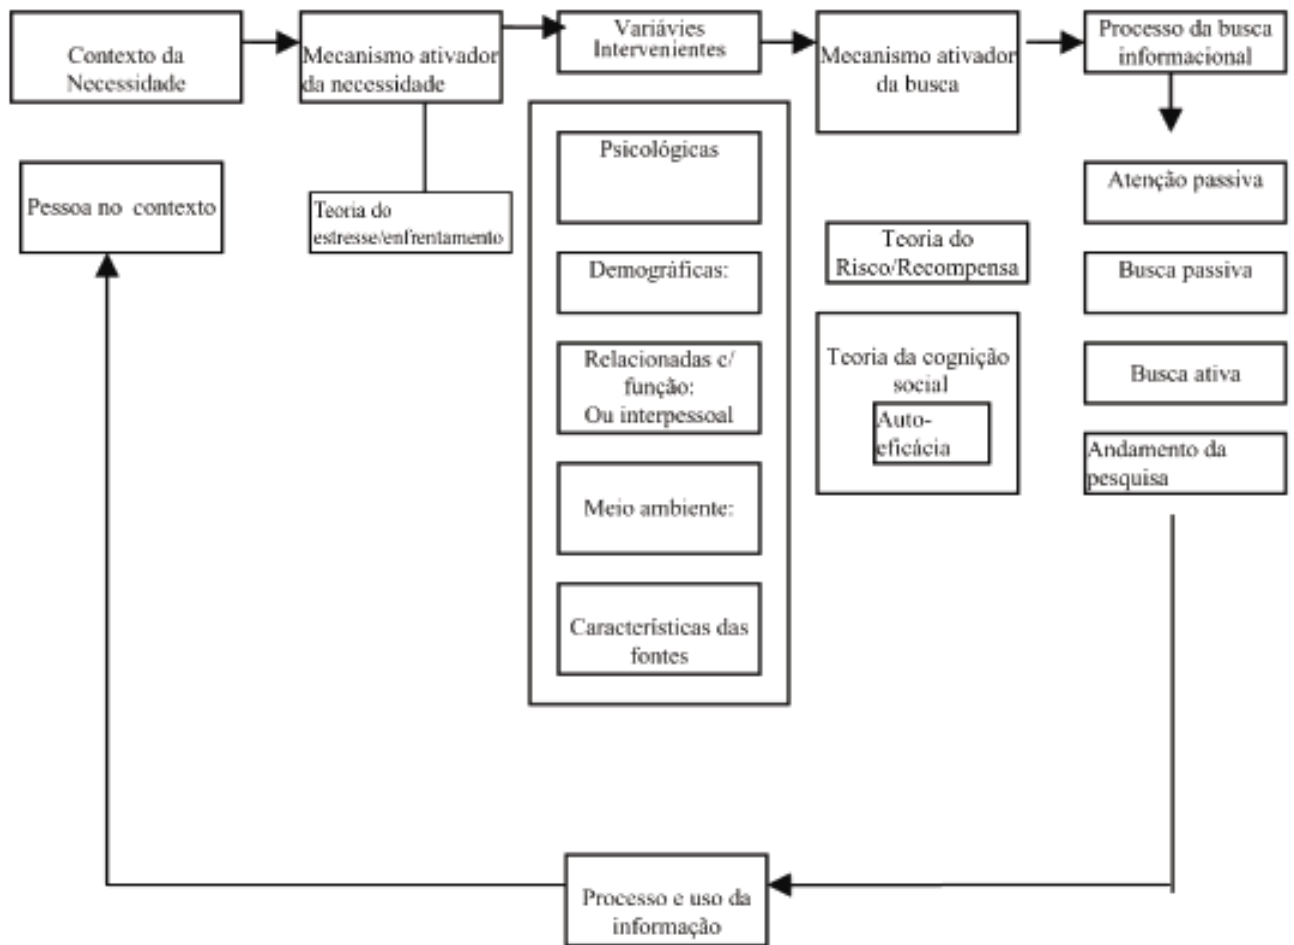 Contexto da
Necessidade
Mecanismo ativador
da necessidade
Variávies
Intervenientes
Mecanismo ativador
da busca
Processo da busca
informacional
Pessoa no contexto
Teoria do
estresse/enfrentamento
Psicológicas
Demográficas:
Relacionadas c/
função:
Ou interpessoal
Meio ambiente:
Características das
fontes
Teoria do
Risco/Recompensa
Teoria da cognição
social
Auto-
eficácia
Atenção passiva
Busca passiva
Busca ativa
Andamento da
pesquisa
Processo e uso da
informação